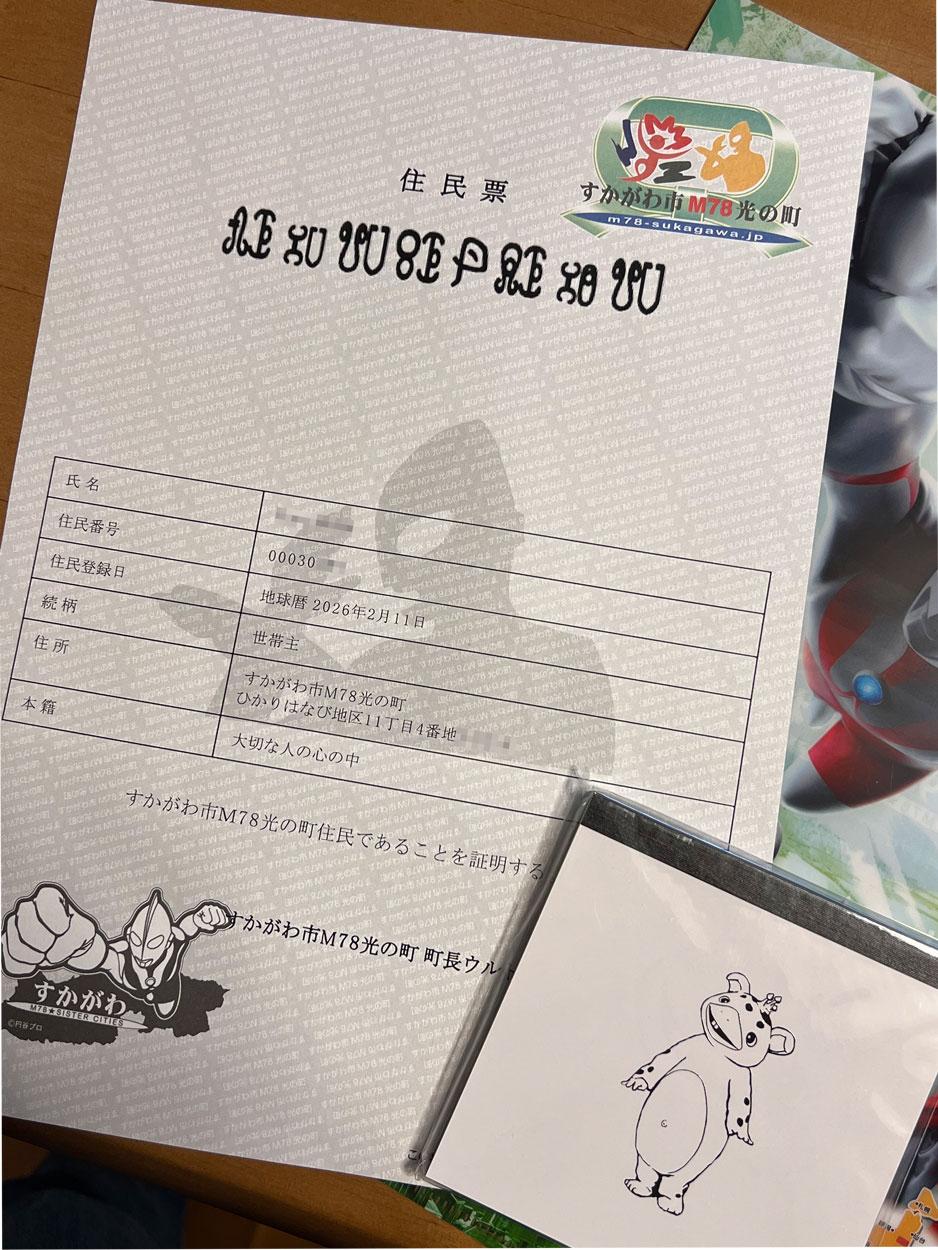 住民票
すかがわ市M78光の町
m78-sukagawa.jp
氏名
住民番号 00030
住民登録日 地球暦 2026年2月11日
続柄 世帯主
住所 すかがわ市M78光の町
ひかりはなび地区11丁目4番地
本籍 大切な人の心の中
すかがわ市M78光の町住民であることを証明する
すかがわ市M78光の町 町長ウルト
すかがわ
M78★SISTER CITIES
©円谷プロ